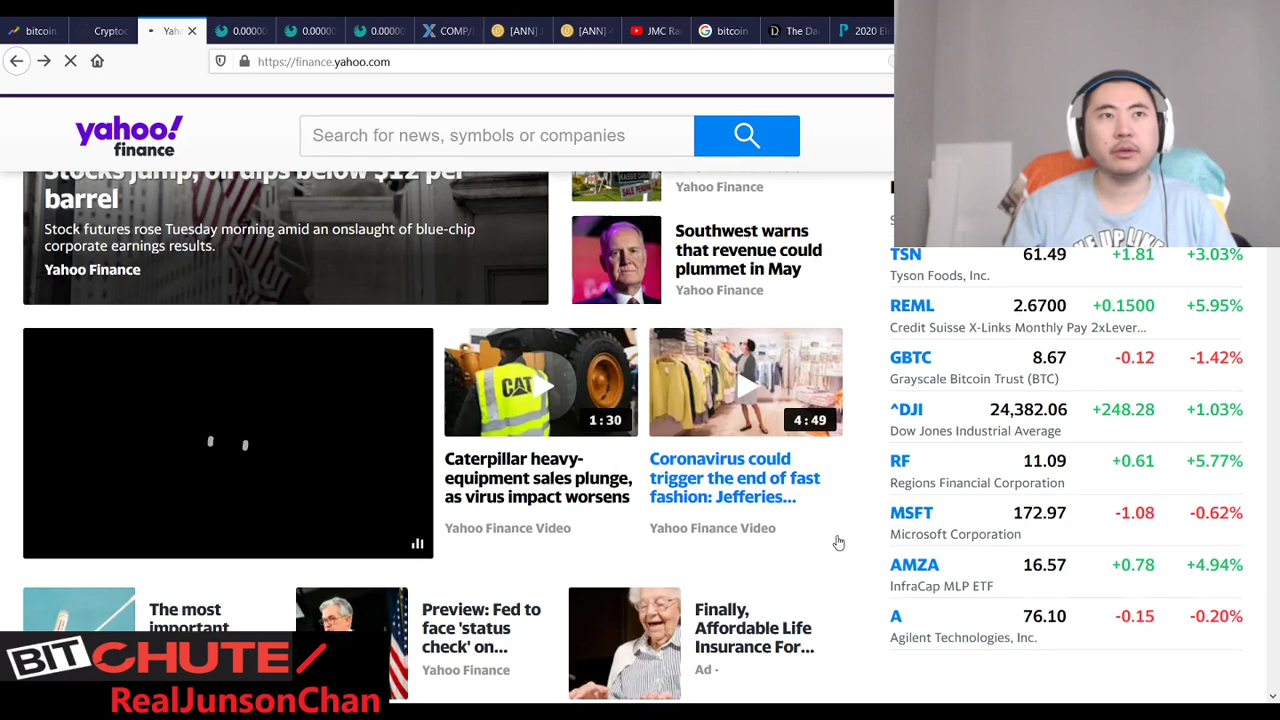 bitcoin
Cryptoc
Yaho
0.00000
0.00000
0.00000
COMP/
[ANN]
[ANN]
JMC Ra
bitcoin
The Da
2020 El
https://finance.yahoo.com
yahoo!
finance
Search for news, symbols or companies
Stocks jump, oil dips below $12 per
barrel
Stock futures rose Tuesday morning amid an onslaught of blue-chip
corporate earnings results.
Yahoo Finance
SALE PENDING
Yahoo Finance
Southwest warns
that revenue could
plummet in May
Yahoo Finance
CAT
1:30
Caterpillar heavy-
equipment sales plunge,
as virus impact worsens
Yahoo Finance Video
4:49
Coronavirus could
trigger the end of fast
fashion: Jefferies...
Yahoo Finance Video
The most
important
Preview: Fed to
face 'status
check' on...
Yahoo Finance
Finally,
Affordable Life
Insurance For...
Ad -
TSN 61.49 +1.81 +3.03%
Tyson Foods, Inc.
REML 2.6700 +0.1500 +5.95%
Credit Suisse X-Links Monthly Pay 2xLever...
GBTC 8.67 -0.12 -1.42%
Grayscale Bitcoin Trust (BTC)
^DJI 24,382.06 +248.28 +1.03%
Dow Jones Industrial Average
RF 11.09 +0.61 +5.77%
Regions Financial Corporation
MSFT 172.97 -1.08 -0.62%
Microsoft Corporation
AMZA 16.57 +0.78 +4.94%
InfraCap MLP ETF
A 76.10 -0.15 -0.20%
Agilent Technologies, Inc.
BITCHUTE/
RealJunsonChan